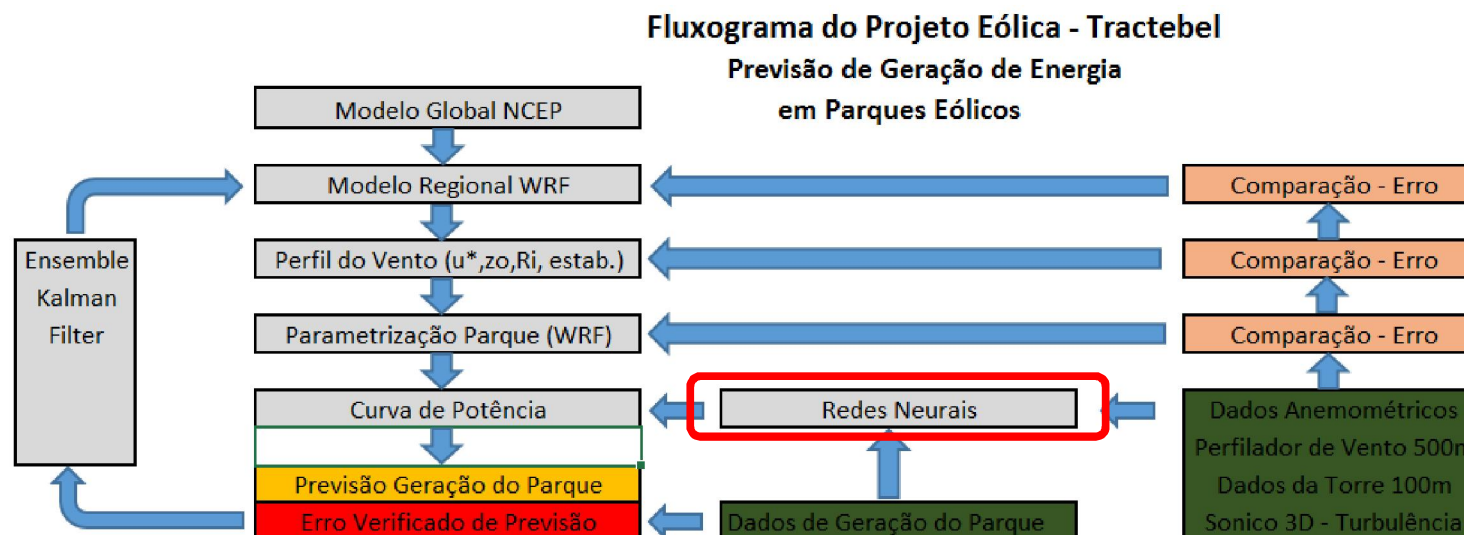 Fluxograma do Projeto Eólica - Tractebel
Previsão de Geração de Energia
em Parques Eólicos
Modelo Global NCEP
Modelo Regional WRF
Comparação - Erro
Ensemble
Kalman
Filter
Perfil do Vento (u*,zo,Ri, estab.)
Comparação - Erro
Parametrização Parque (WRF)
Comparação - Erro
Curva de Potência
Redes Neurais
Dados Anemométricos
Perfilador de Vento 500m
Dados da Torre 100m
Sonico 3D - Turbulência
Previsão Geração do Parque
Erro Verificado de Previsão
Dados de Geração do Parque